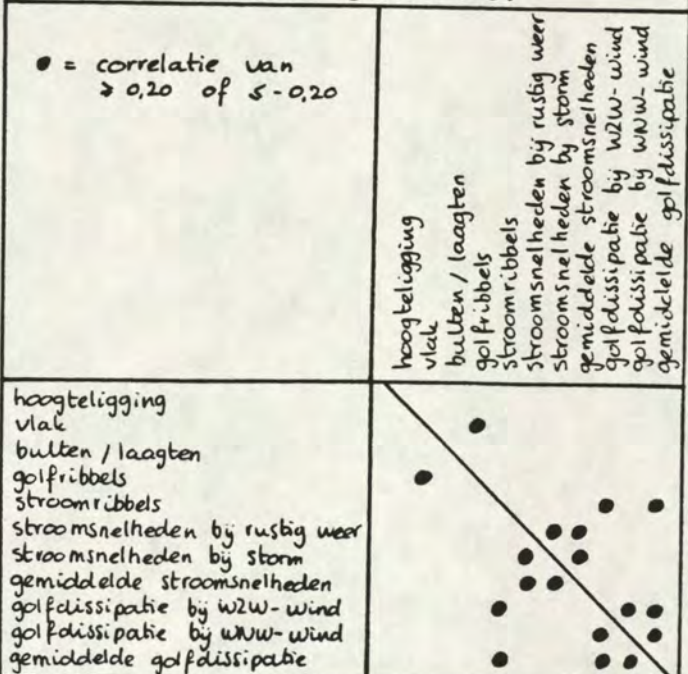 ● = correlatie van
≥ 0,20 of ≤ -0,20
hoogteligging
vlak
bulten / laagten
golfribbels
stroomribbels
stroomsnelheden bij rustig weer
stroomsnelheden by storm
gemiddelde stroomsnelheden
golfdissipatie bij WZW-wind
golfdissipatie by WNW-wind
gemiddelde golfdissipatie
hoogteligging
vlak
bulten / laagten
golfribbels
stroomribbels
stroomsnelheden bij rustig weer
stroomsnelheden bij storm
gemiddelde stroomsnelheden
golfdissipatie bij WZW-wind
golfdissipatie bij WNW-wind
gemiddelde golfdissipatie